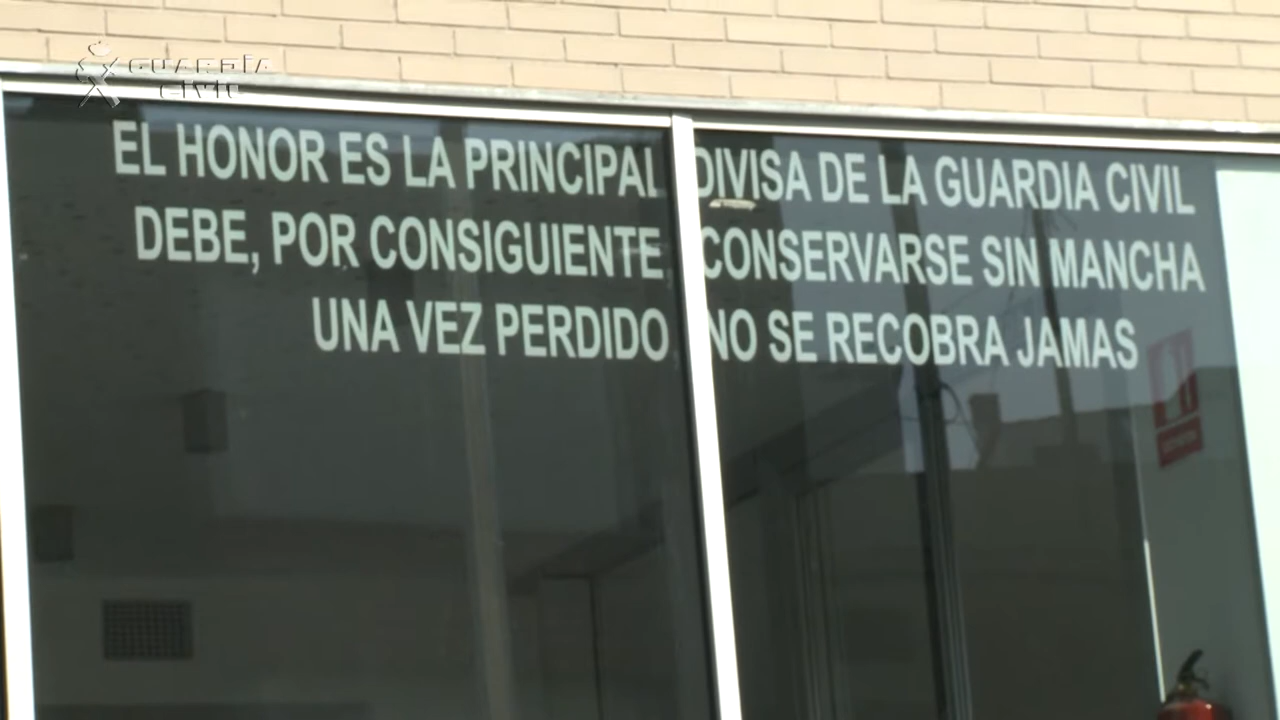 GUARDIA
CIVIL
EL HONOR ES LA PRINCIPAL DIVISA DE LA GUARDIA CIVIL
DEBE, POR CONSIGUIENTE CONSERVARSE SIN MANCHA
UNA VEZ PERDIDO NO SE RECOBRA JAMAS